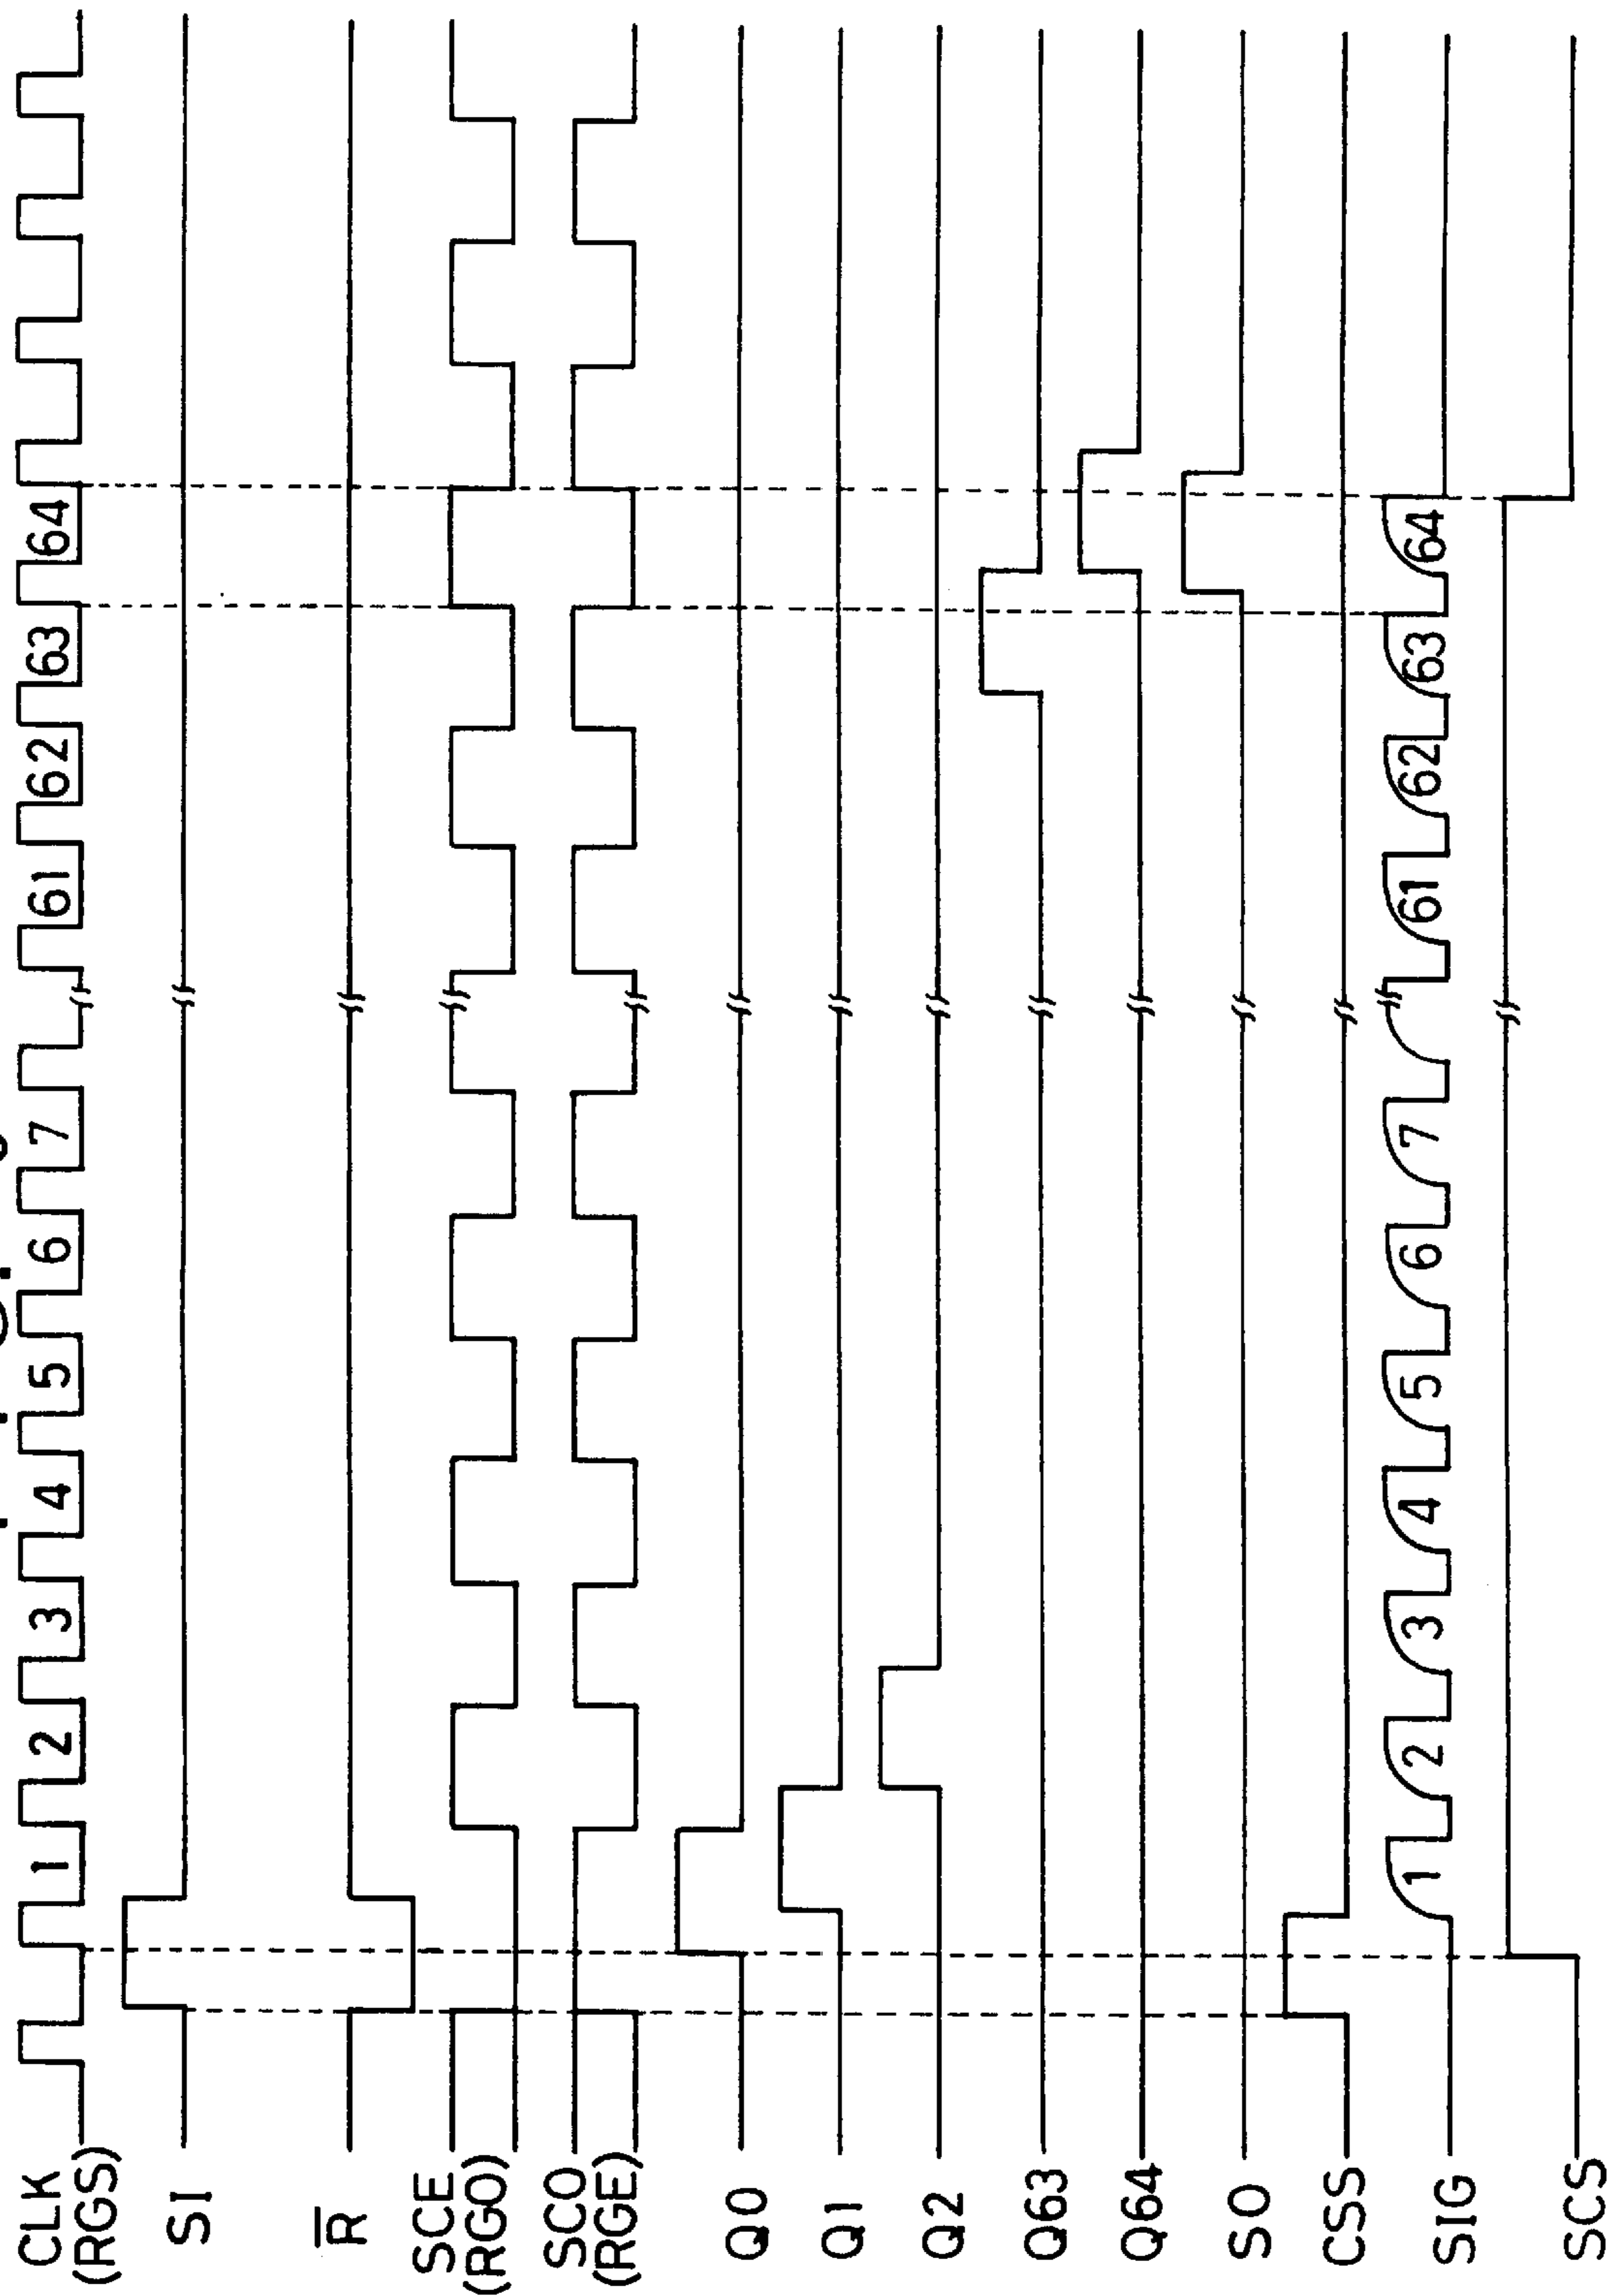 CLK
(RGS)
1 2 3 4 5 6 7 61 62 63 64
SI
R̅
SCE
(RGO)
SCO
(RGE)
Q0
Q1
Q2
Q63
Q64
SO
CSS
SIG
1 2 3 4 5 6 7 61 62 63 64
SCS